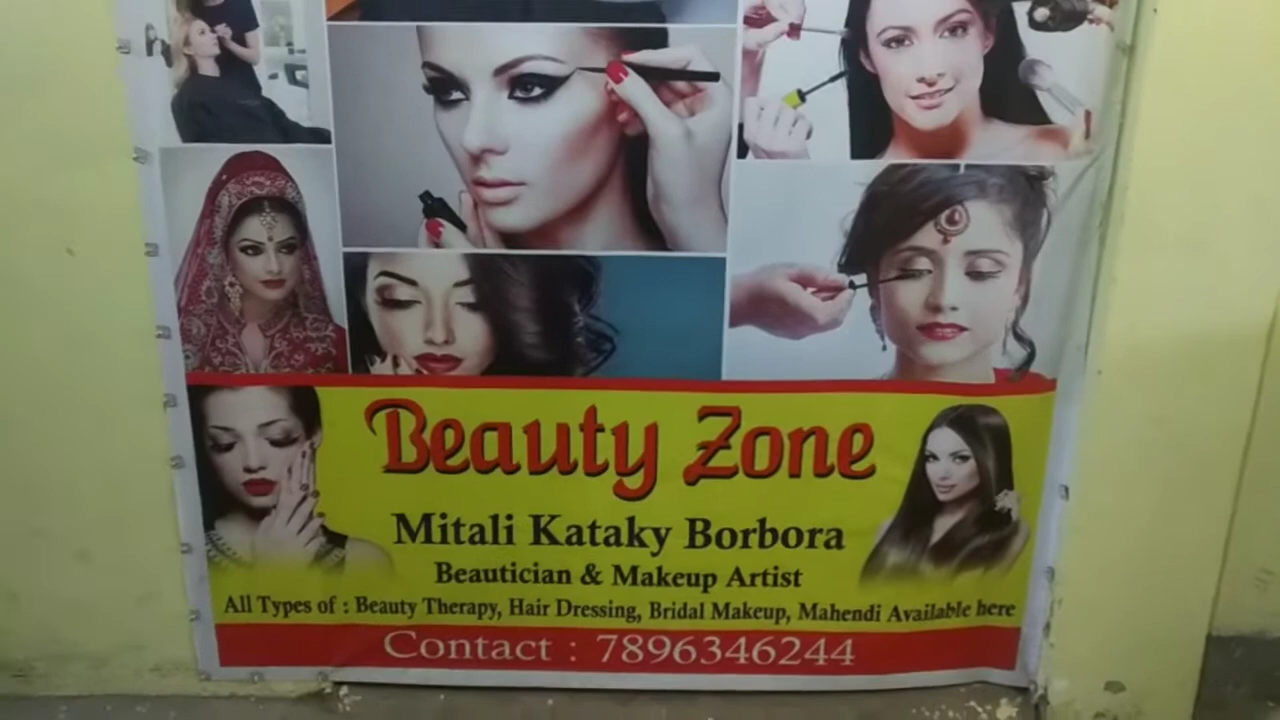 Beauty Zone
Mitali Kataky Borbora
Beautician & Makeup Artist
All Types of : Beauty Therapy, Hair Dressing, Bridal Makeup, Mahendi Available here
Contact : 7896346244